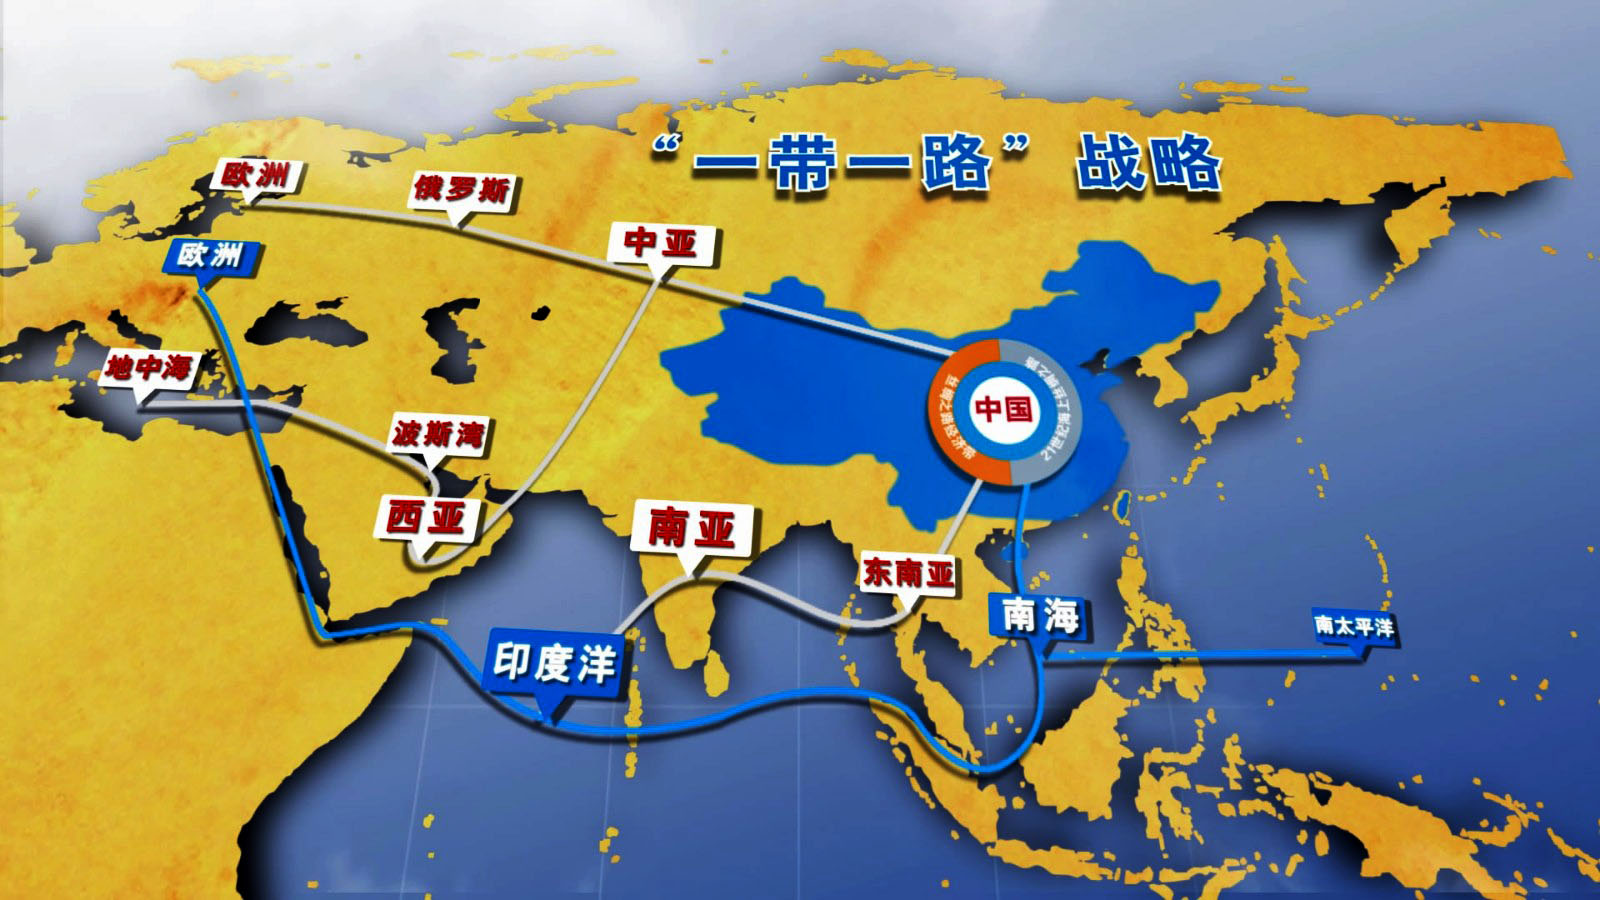 “一带一路” 战略
欧洲
俄罗斯
中亚
欧洲
地中海
波斯湾
西亚
南亚
东南亚
印度洋
南海
南太平洋
中国
丝绸之路经济带
21世纪海上丝绸之路